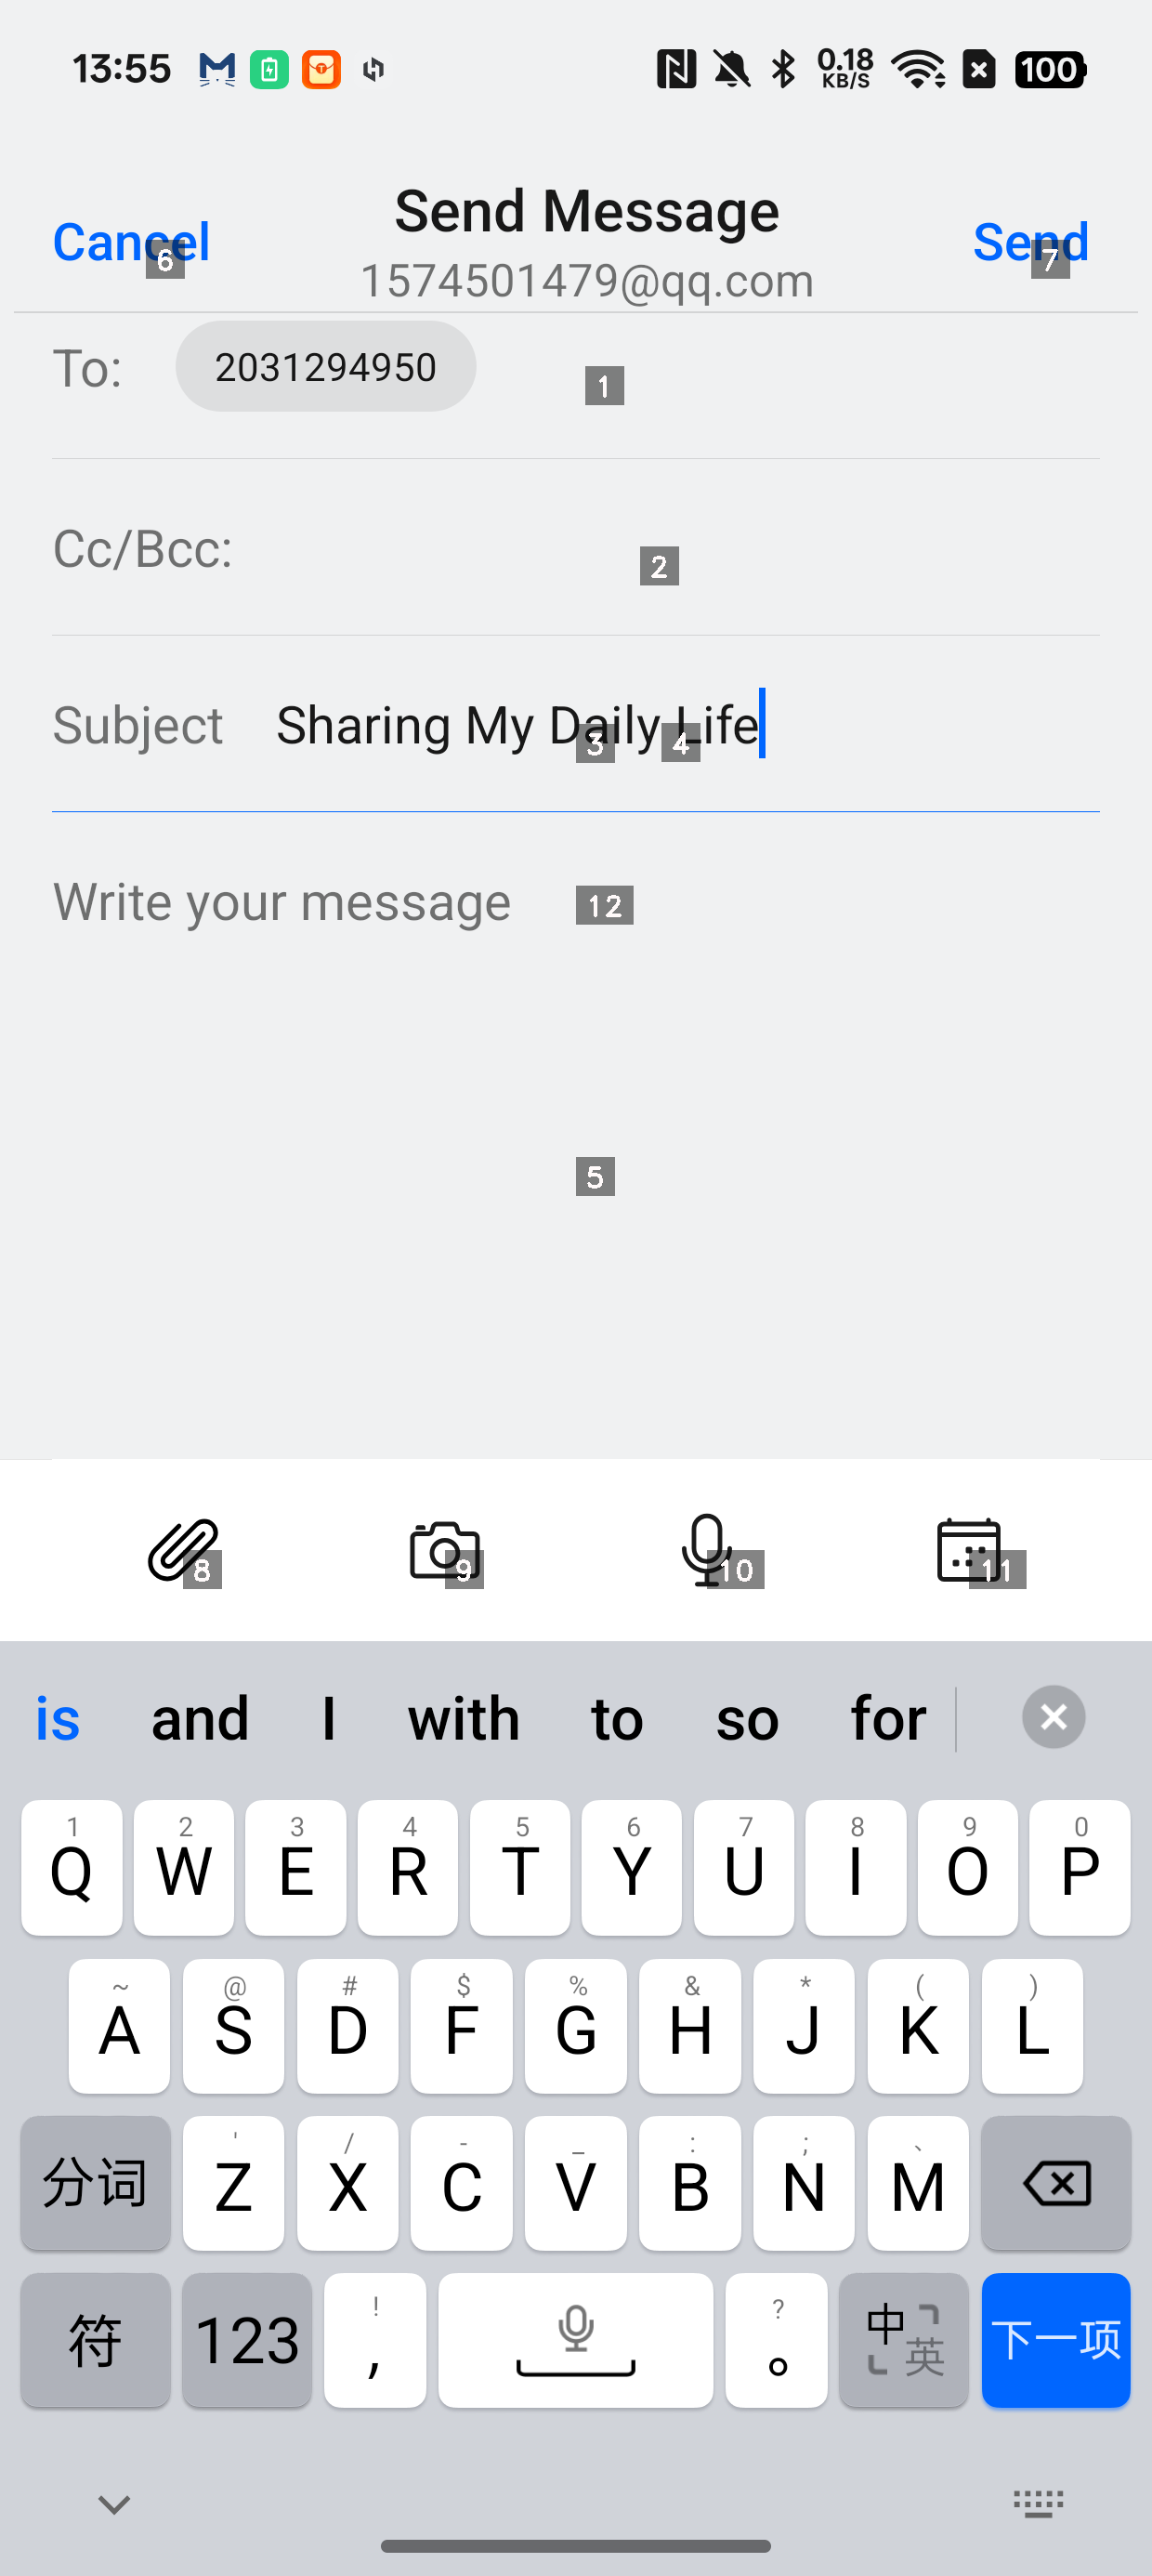 13:55 0.18 KB/S 100
Send Message
Cancel 6 Send 7
1574501479@qq.com
To: 2031294950 1
Cc/Bcc: 2
Subject Sharing My Daily Life 3 4
Write your message 12
5
8 9 10 11
is and I with to so for
1 2 3 4 5 6 7 8 9 0
Q W E R T Y U I O P
~ @ # $ % & * ( )
A S D F G H J K L
' / - _ : ; 、
分词 Z X C V B N M
! ?
符 123 , 。 中 英 下一项